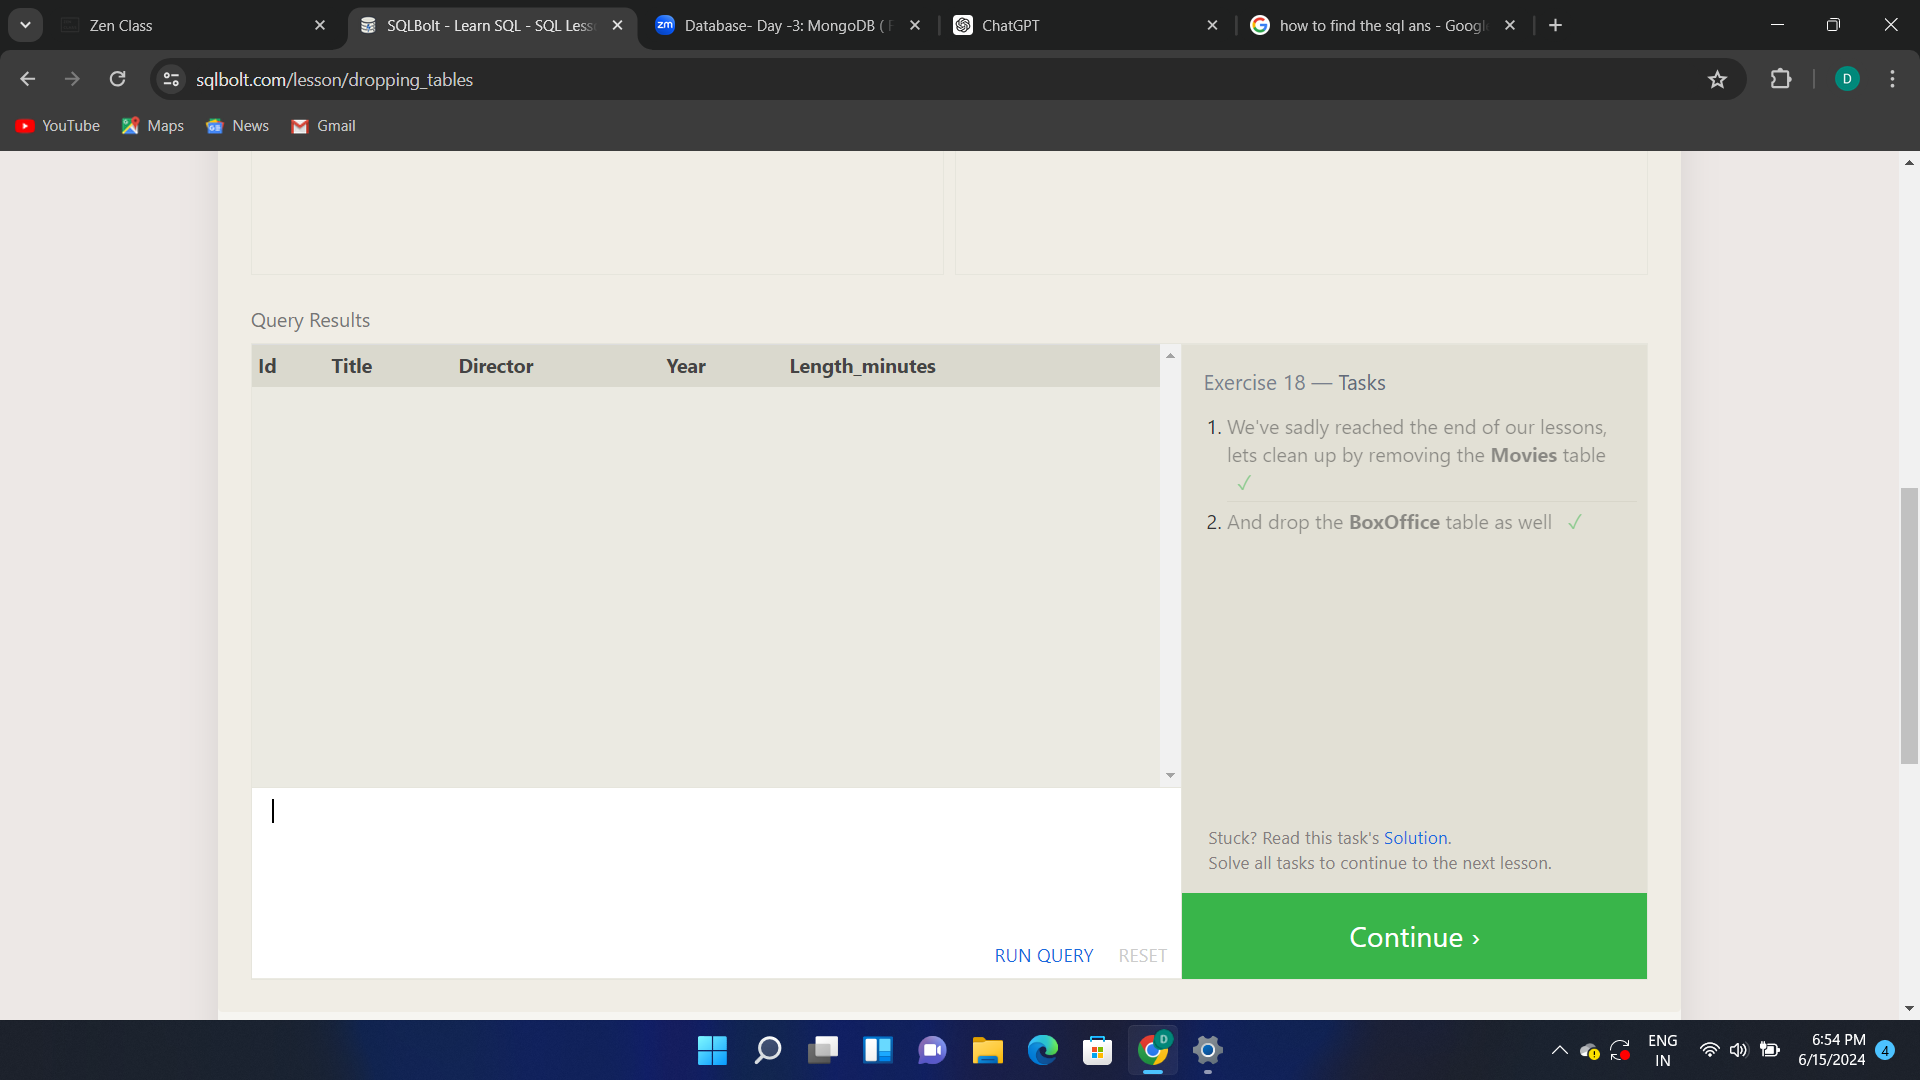 Zen Class
SQLBolt - Learn SQL - SQL Less
zm
Database- Day -3: MongoDB (
ChatGPT
how to find the sql ans - Googl
sqlbolt.com/lesson/dropping_tables
D
YouTube
Maps
News
Gmail
Query Results
Id Title Director Year Length_minutes
Exercise 18 — Tasks
1. We've sadly reached the end of our lessons,
lets clean up by removing the Movies table
✓
2. And drop the BoxOffice table as well ✓
Stuck? Read this task's Solution.
Solve all tasks to continue to the next lesson.
RUN QUERY RESET
Continue ›
D
ENG
IN
6:54 PM
6/15/2024
4